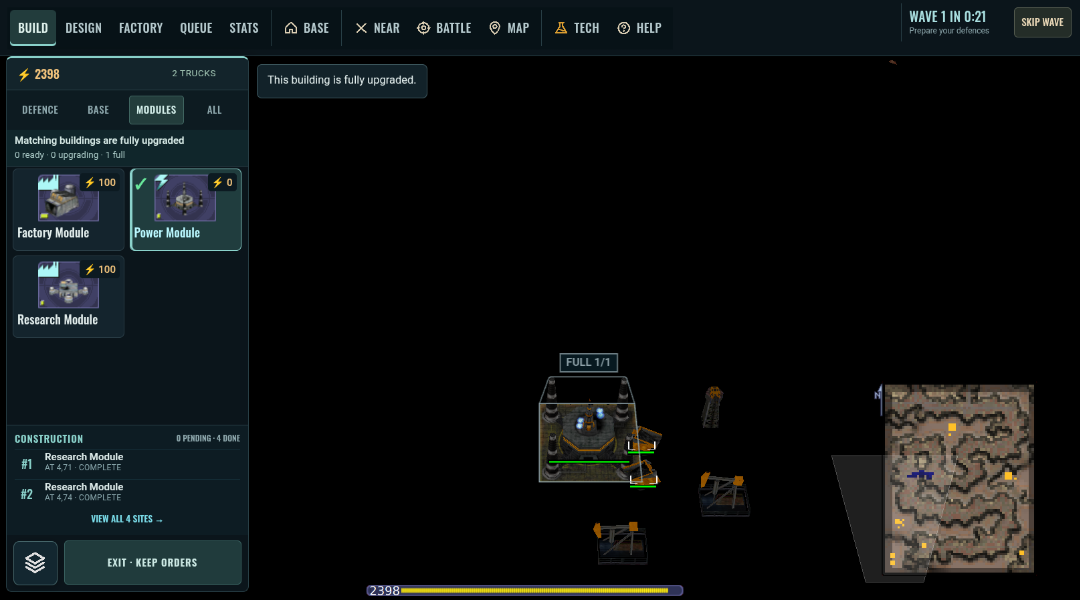 BUILD DESIGN FACTORY QUEUE STATS BASE NEAR BATTLE MAP TECH HELP
WAVE 1 IN 0:21
Prepare your defences
SKIP WAVE
2398
2 TRUCKS
DEFENCE BASE MODULES ALL
Matching buildings are fully upgraded
0 ready · 0 upgrading · 1 full
100
Factory Module
0
Power Module
100
Research Module
CONSTRUCTION
0 PENDING · 4 DONE
#1 Research Module
AT 4,71 · COMPLETE
#2 Research Module
AT 4,74 · COMPLETE
VIEW ALL 4 SITES →
EXIT · KEEP ORDERS
This building is fully upgraded.
FULL 1/1
N
2398